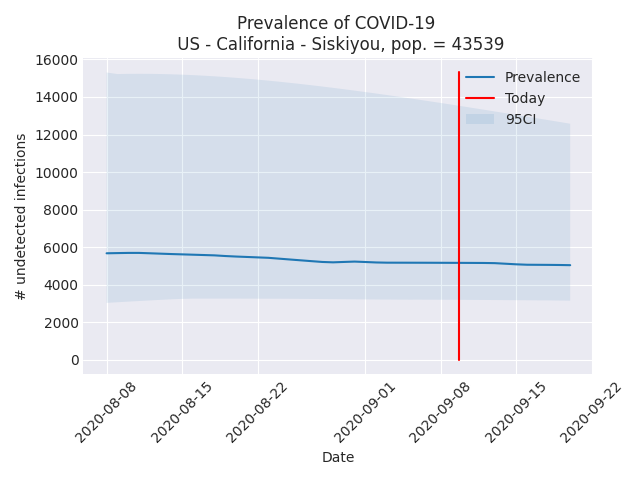 Prevalence of COVID-19
US - California - Siskiyou, pop. = 43539
16000
14000
12000
10000
8000
6000
4000
2000
0
# undetected infections
Prevalence
Today
95CI
2020-08-08
2020-08-15
2020-08-22
2020-09-01
2020-09-08
2020-09-15
2020-09-22
Date